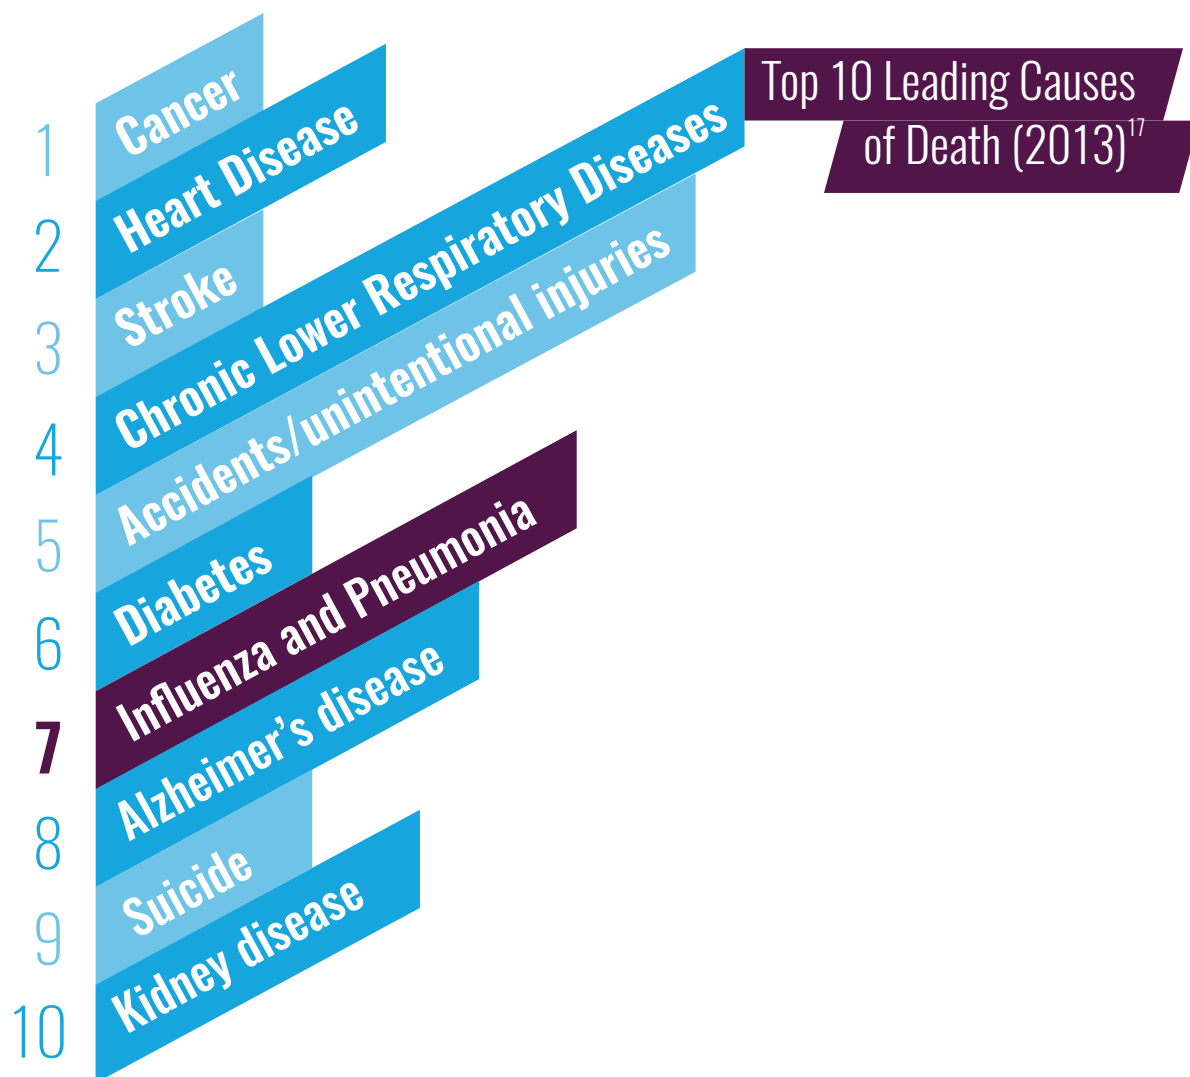 Top 10 Leading Causes
of Death (2013)17
1 Cancer
2 Heart Disease
3 Stroke
4 Chronic Lower Respiratory Diseases
5 Accidents/unintentional injuries
6 Diabetes
7 Influenza and Pneumonia
8 Alzheimer's disease
9 Suicide
10 Kidney disease